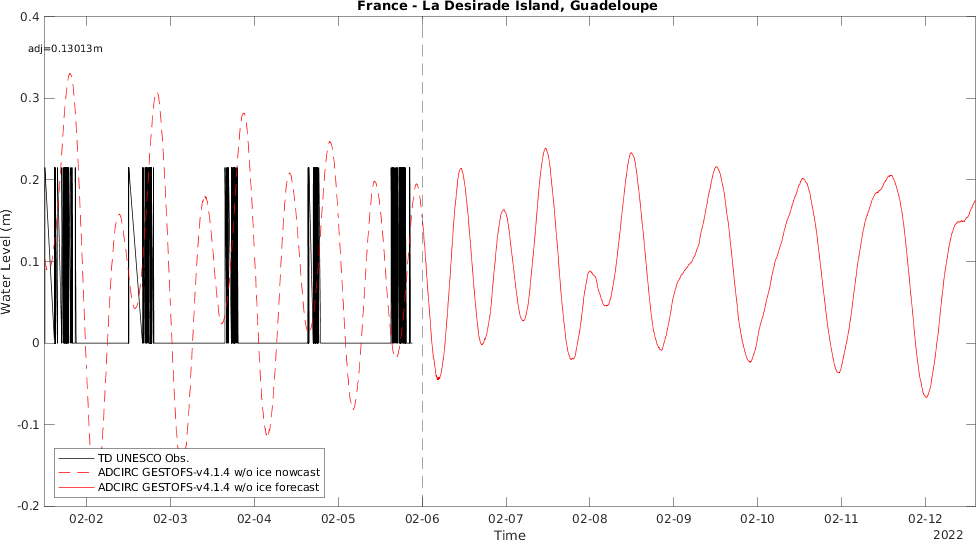 France - La Desirade Island, Guadeloupe
adj=0.13013m
0.4
0.3
0.2
0.1
0
-0.1
-0.2
Water Level (m)
TD UNESCO Obs.
ADCIRC GESTOFS-v4.1.4 w/o ice nowcast
ADCIRC GESTOFS-v4.1.4 w/o ice forecast
02-02 02-03 02-04 02-05 02-06 02-07 02-08 02-09 02-10 02-11 02-12
Time
2022